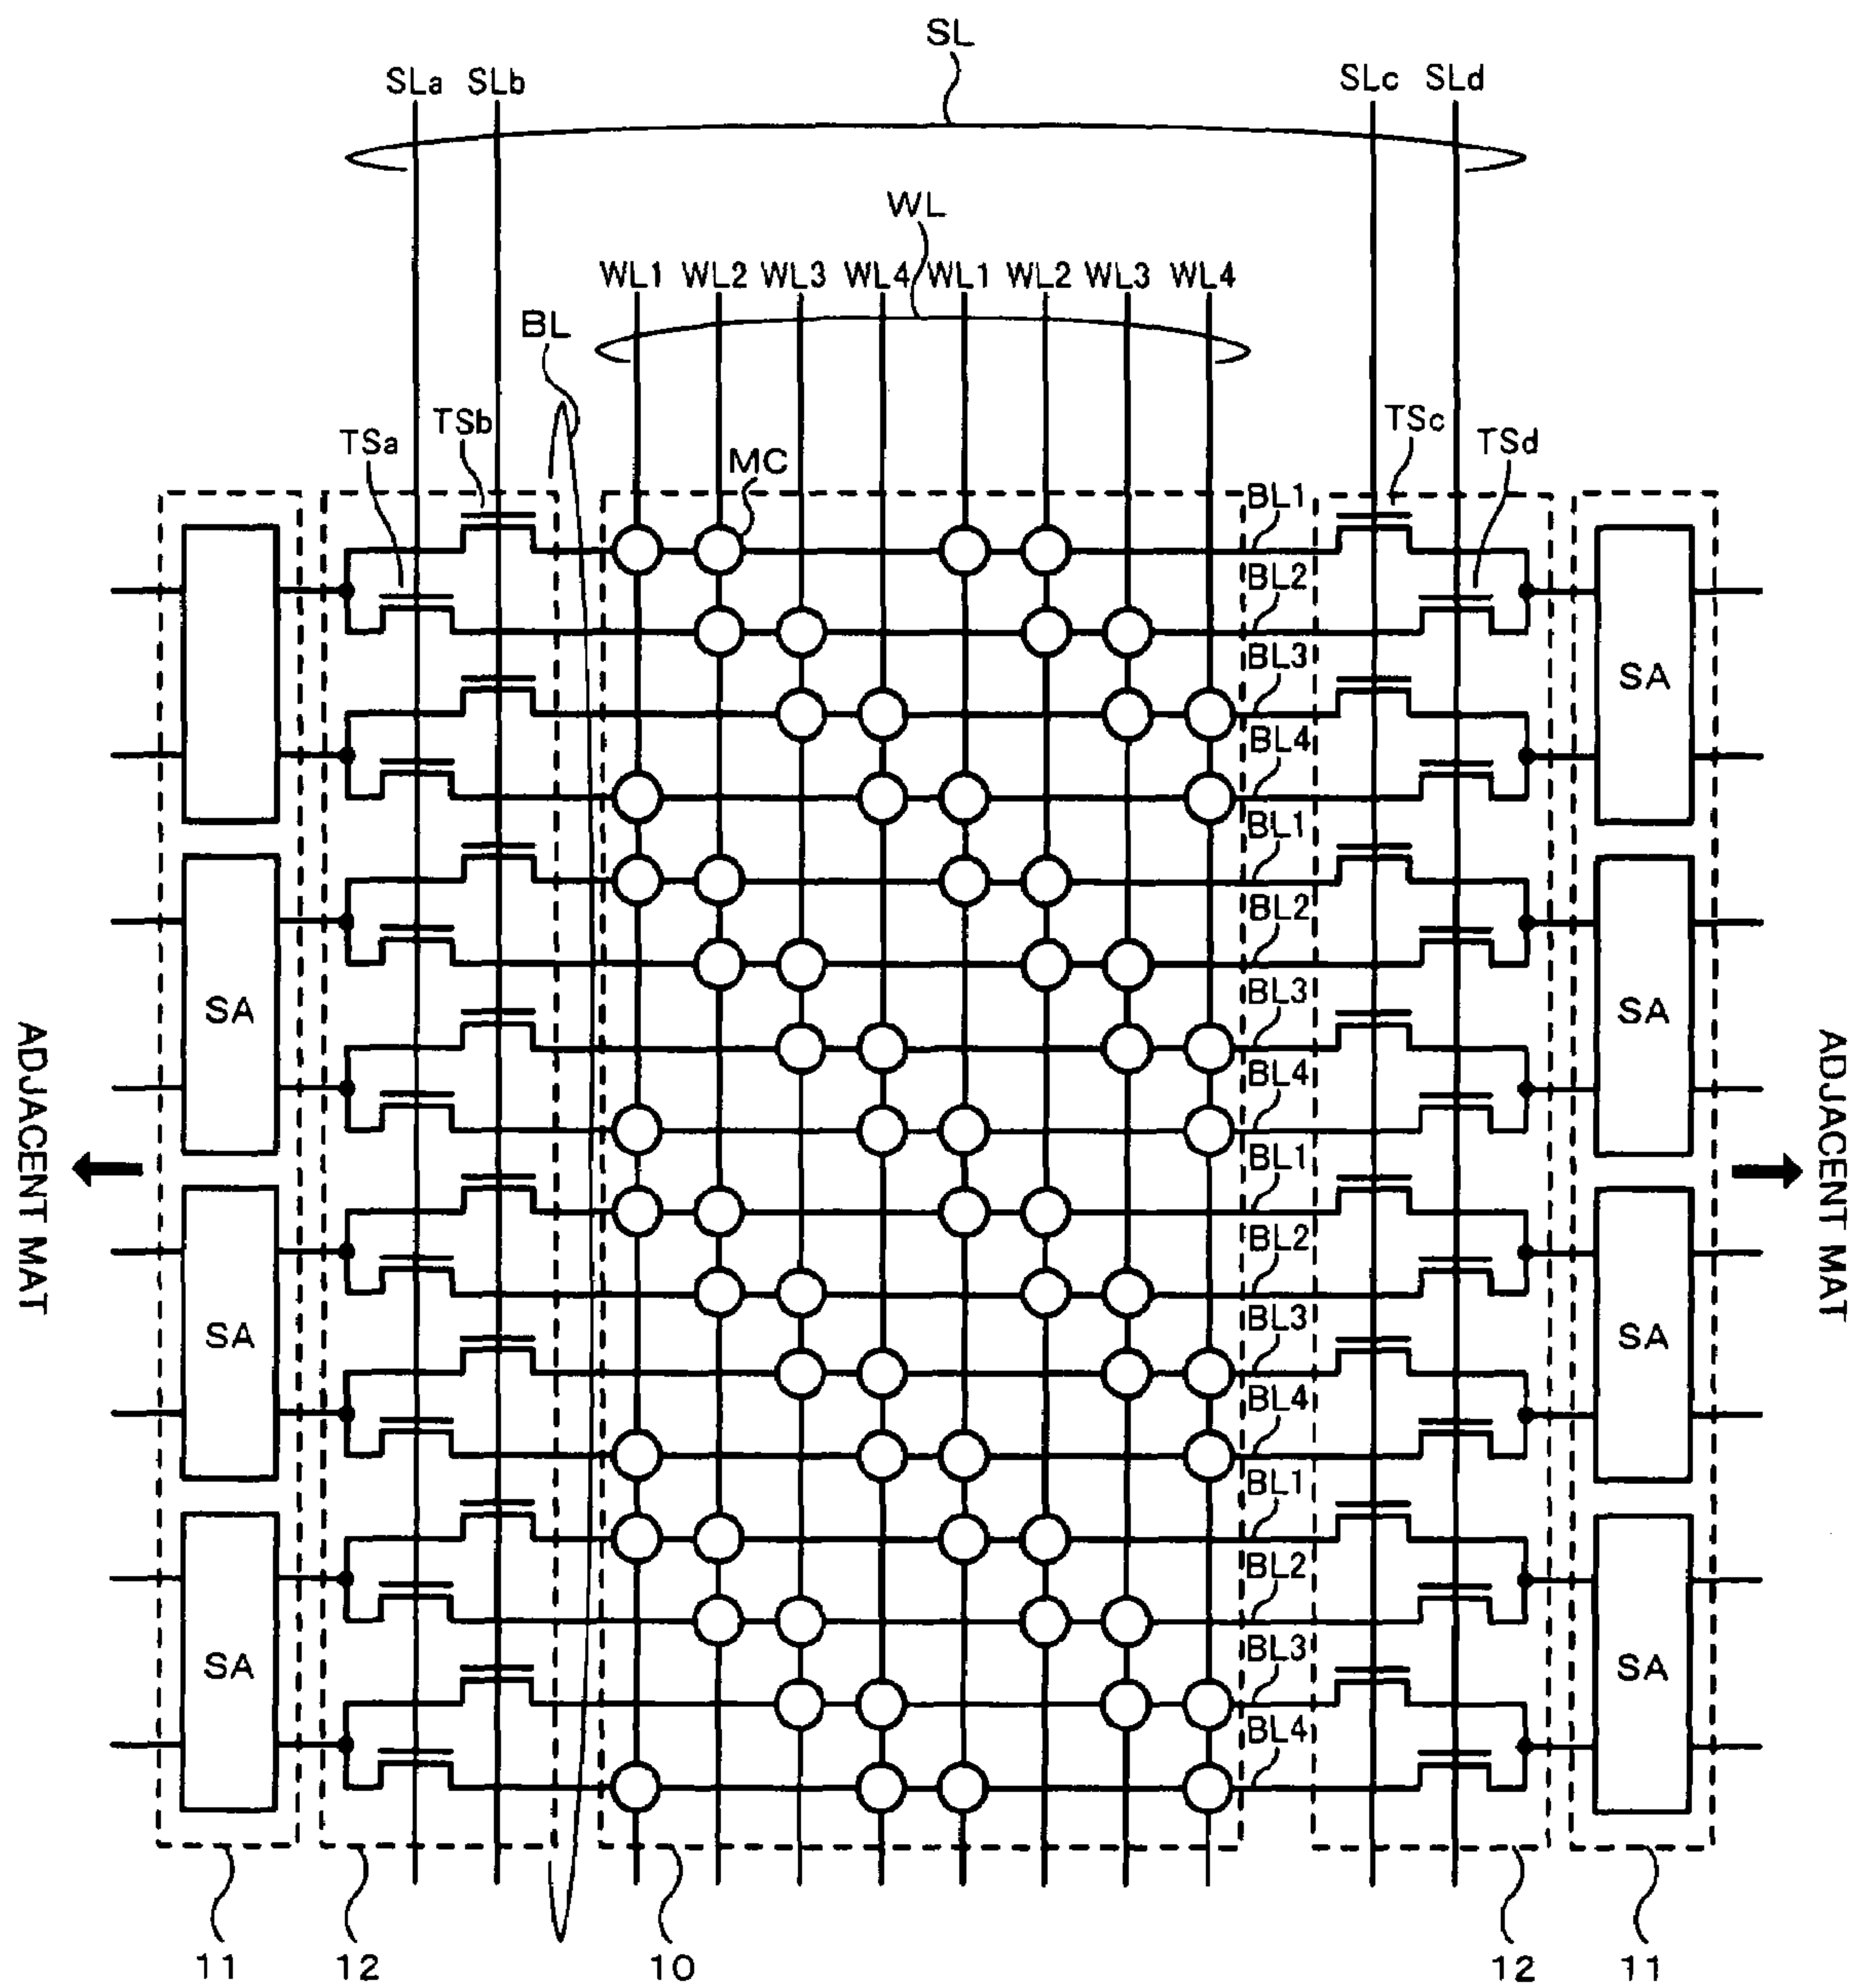 SL
SLa SLb SLc SLd
WL
WL1 WL2 WL3 WL4 WL1 WL2 WL3 WL4
BL
TSa TSb MC TSc TSd
BL1
BL2
BL3
BL4
BL1
BL2
BL3
BL4
BL1
BL2
BL3
BL4
BL1
BL2
BL3
BL4
SA
SA
SA
SA
SA
SA
SA
ADJACENT MAT
ADJACENT MAT
11 12 10 12 11